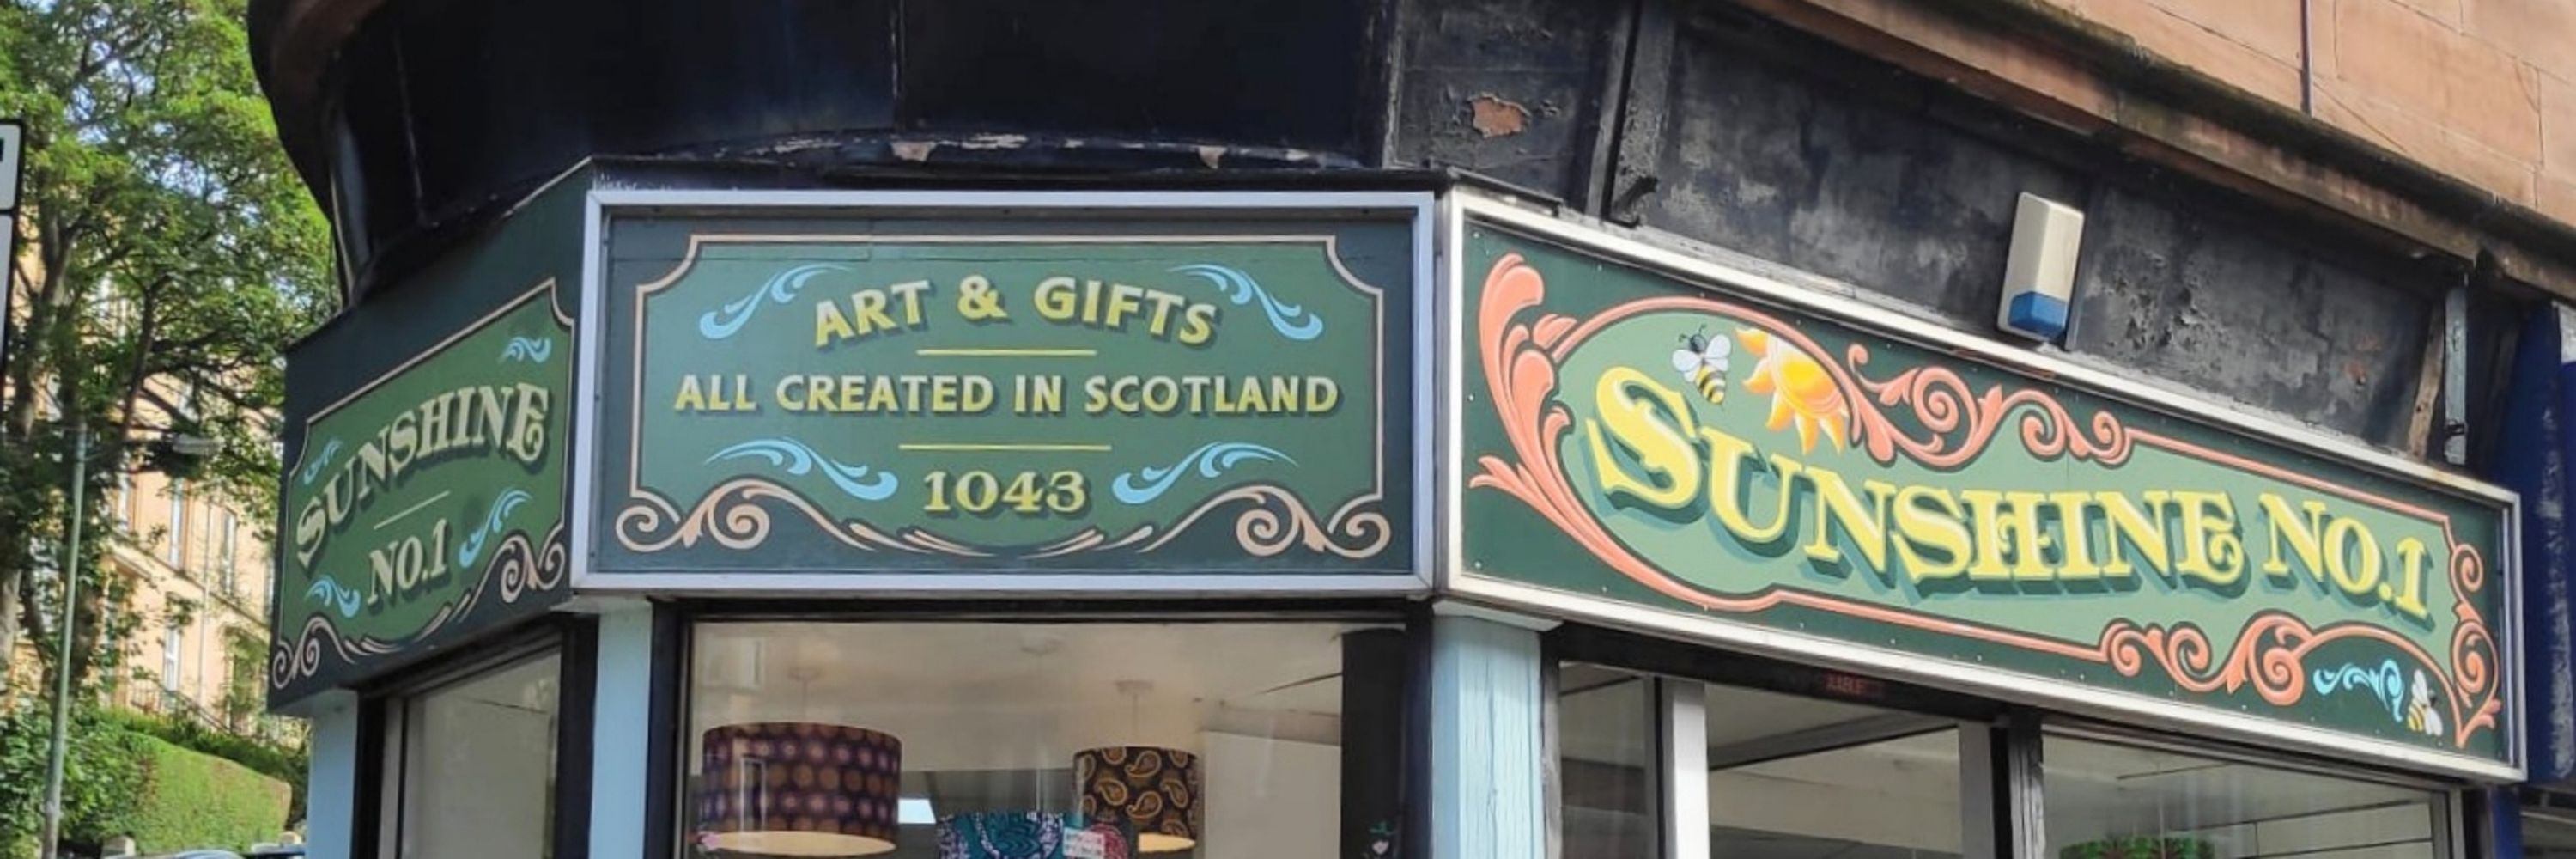 SUNSHINE
NO.1
ART & GIFTS
ALL CREATED IN SCOTLAND
1043
SUNSHINE NO.1